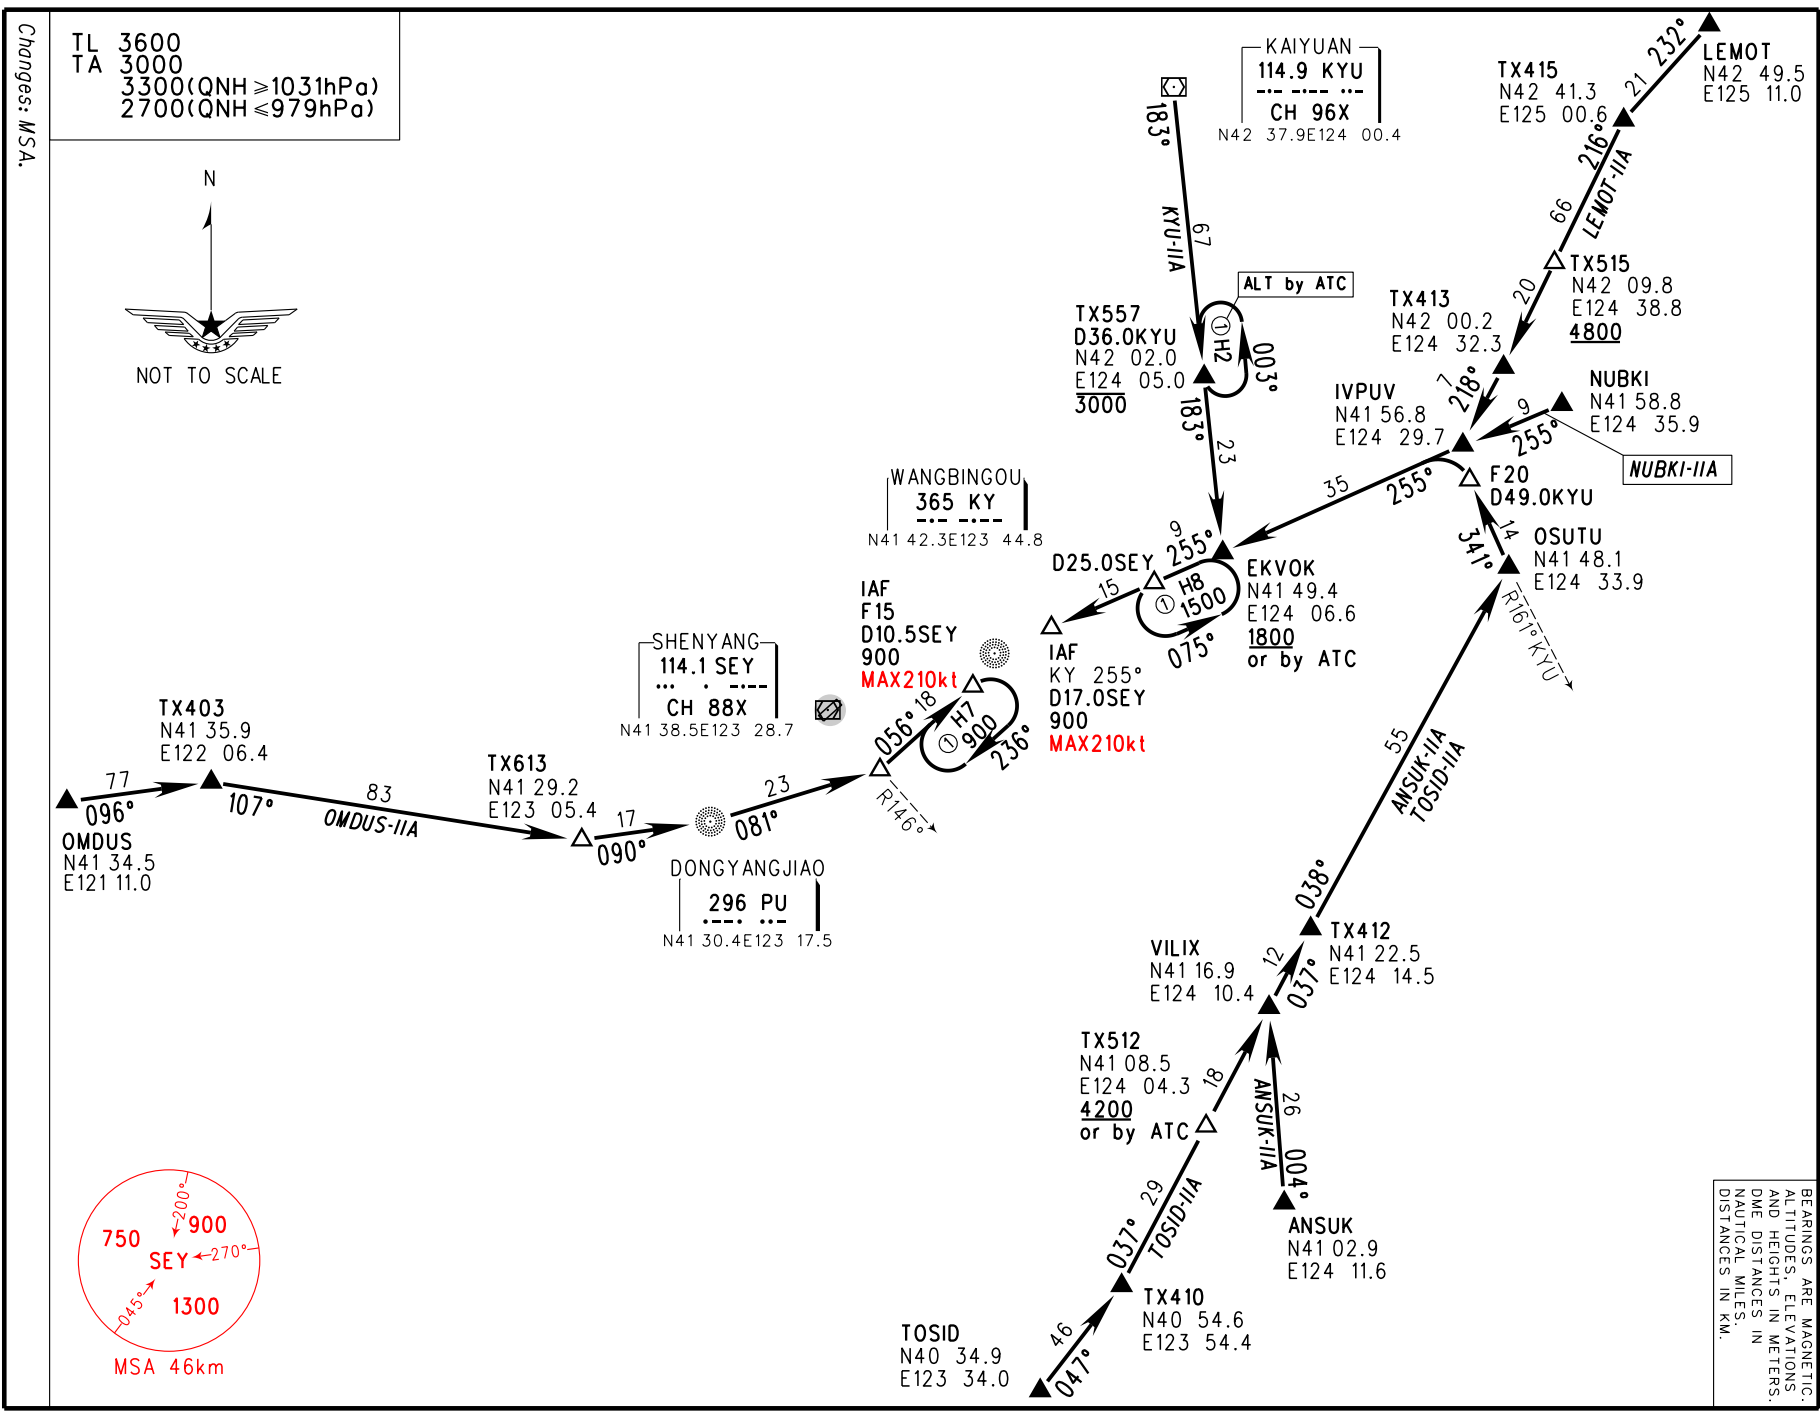 Changes: MSA.
TL 3600
TA 3000
3300(QNH ≥1031hPa)
2700(QNH ≤979hPa)
N
NOT TO SCALE
KAIYUAN
114.9 KYU
CH 96X
N42 37.9E124 00.4
183°
67
KYU-11A
ALT by ATC
TX557
D36.0KYU
N42 02.0
E124 05.0
3000
① H2
003°
183°
23
LEMOT
N42 49.5
E125 11.0
232°
21
TX415
N42 41.3
E125 00.6
216°
LEMOT-11A
66
TX515
N42 09.8
E124 38.8
4800
20
TX413
N42 00.2
E124 32.3
7
218°
NUBKI
N41 58.8
E124 35.9
9
255°
NUBKI-11A
IVPUV
N41 56.8
E124 29.7
35
255°
F20
D49.0KYU
14
341°
OSUTU
N41 48.1
E124 33.9
R161° KYU
WANGBINGOU
365 KY
N41 42.3E123 44.8
9
255°
EKVOK
N41 49.4
E124 06.6
1800
or by ATC
① H8
1500
075°
D25.0SEY
15
IAF
KY 255°
D17.0SEY
900
MAX210kt
IAF
F15
D10.5SEY
900
MAX210kt
18
056°
① H7
900
236°
R146°
SHENYANG
114.1 SEY
CH 88X
N41 38.5E123 28.7
TX403
N41 35.9
E122 06.4
77
096°
OMDUS
N41 34.5
E121 11.0
107°
83
OMDUS-11A
TX613
N41 29.2
E123 05.4
17
090°
23
081°
DONGYANGJIAO
296 PU
N41 30.4E123 17.5
55
ANSUK-11A
TOSID-11A
038°
TX412
N41 22.5
E124 14.5
12
037°
VILIX
N41 16.9
E124 10.4
TX512
N41 08.5
E124 04.3
4200
or by ATC
18
26
ANSUK-11A
004°
ANSUK
N41 02.9
E124 11.6
29
TOSID-11A
037°
TX410
N40 54.6
E123 54.4
46
047°
TOSID
N40 34.9
E123 34.0
200°
750
900
SEY
270°
045°
1300
MSA 46km
BEARINGS ARE MAGNETIC.
ALTITUDES, ELEVATIONS
AND HEIGHTS IN METERS.
DME DISTANCES IN
NAUTICAL MILES.
DISTANCES IN KM.